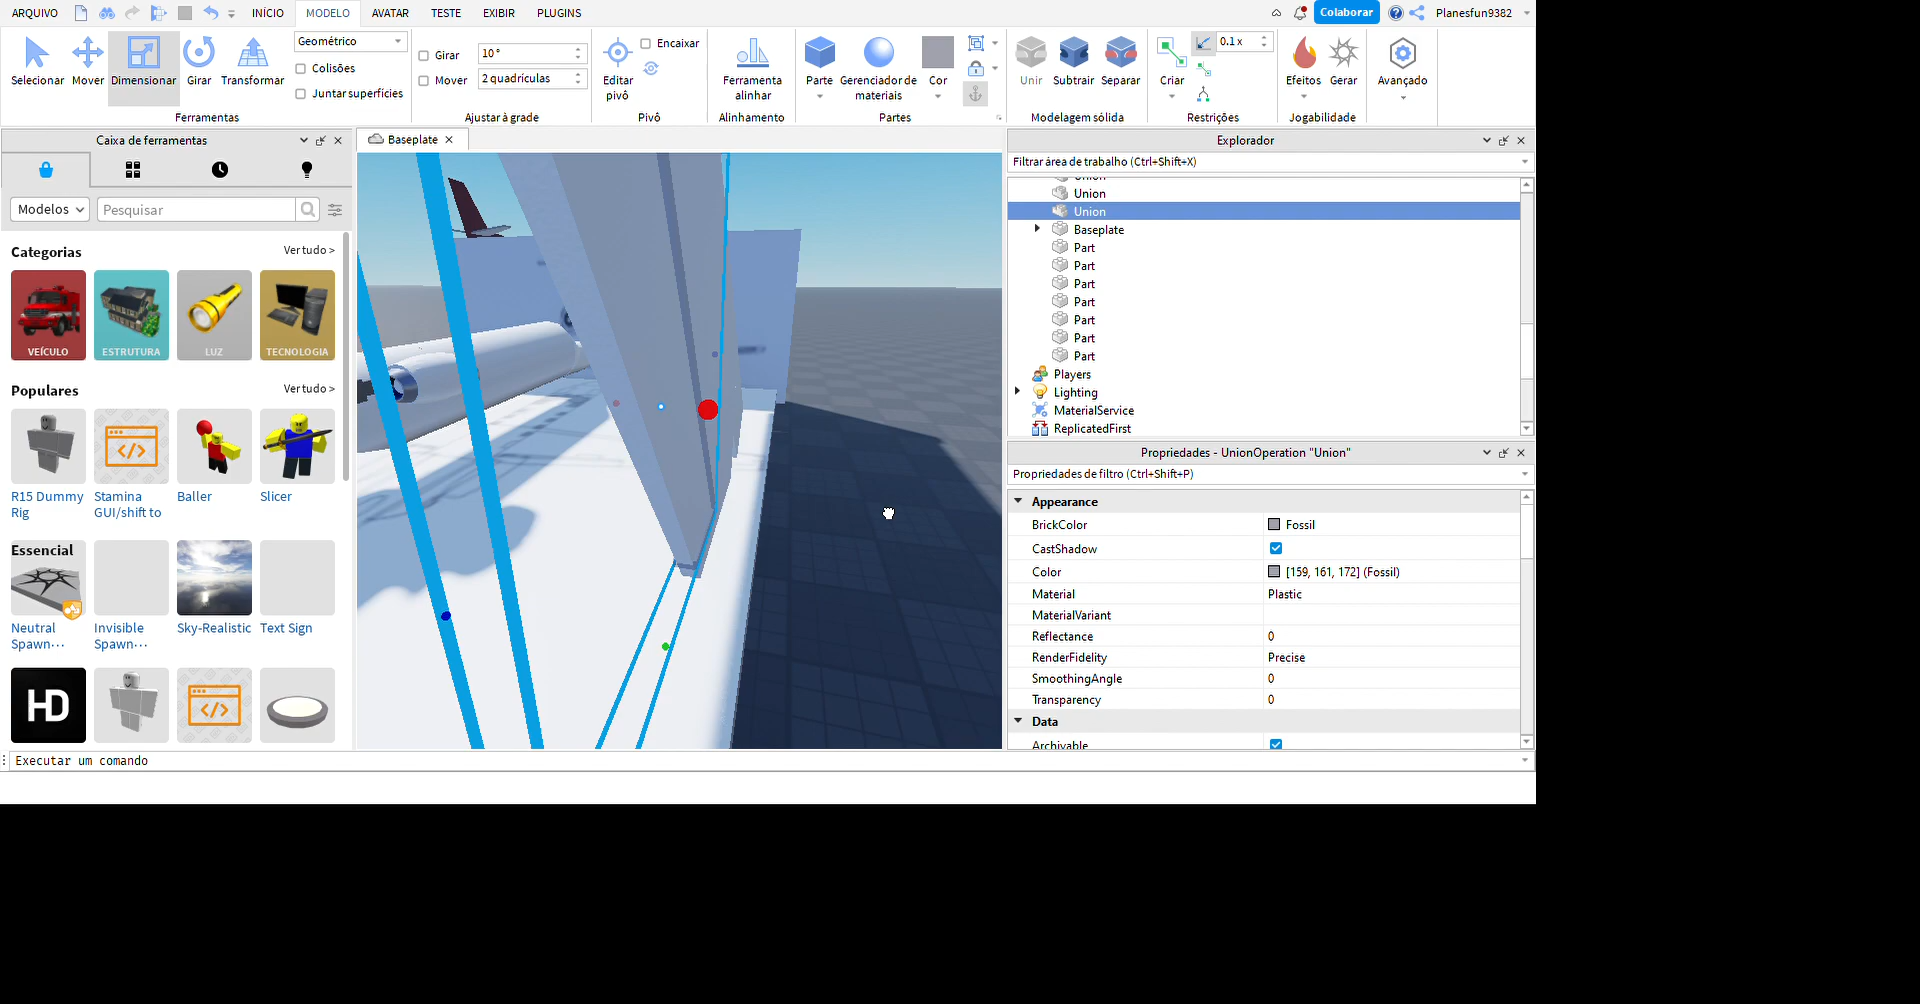 ARQUIVO INÍCIO MODELO AVATAR TESTE EXIBIR PLUGINS Colaborar Planesfun9382
Selecionar Mover Dimensionar Girar Transformar
Geométrico
Colisões
Juntar superfícies
Ferramentas
Girar 10 °
Mover 2 quadrículas
Ajustar à grade
Editar pivô
Encaixar
Pivô
Ferramenta alinhar
Alinhamento
Parte
Gerenciador de materiais
Cor
Partes
Unir Subtrair Separar
Modelagem sólida
Criar
0.1 x
Restrições
Efeitos Gerar
Jogabilidade
Avançado
Caixa de ferramentas
Modelos Pesquisar
Categorias Ver tudo >
VEÍCULO ESTRUTURA LUZ TECNOLOGIA
Populares Ver tudo >
R15 Dummy Rig
Stamina GUI/shift to
Baller
Slicer
Essencial
Neutral Spawn...
Invisible Spawn...
Sky-Realistic
Text Sign
HD
Baseplate
Explorador
Filtrar área de trabalho (Ctrl+Shift+X)
Union
Union
Union
Baseplate
Part
Part
Part
Part
Part
Part
Part
Players
Lighting
MaterialService
ReplicatedFirst
Propriedades - UnionOperation "Union"
Propriedades de filtro (Ctrl+Shift+P)
Appearance
BrickColor Fossil
CastShadow
Color [159, 161, 172] (Fossil)
Material Plastic
MaterialVariant
Reflectance 0
RenderFidelity Precise
SmoothingAngle 0
Transparency 0
Data
Archivable
Executar um comando